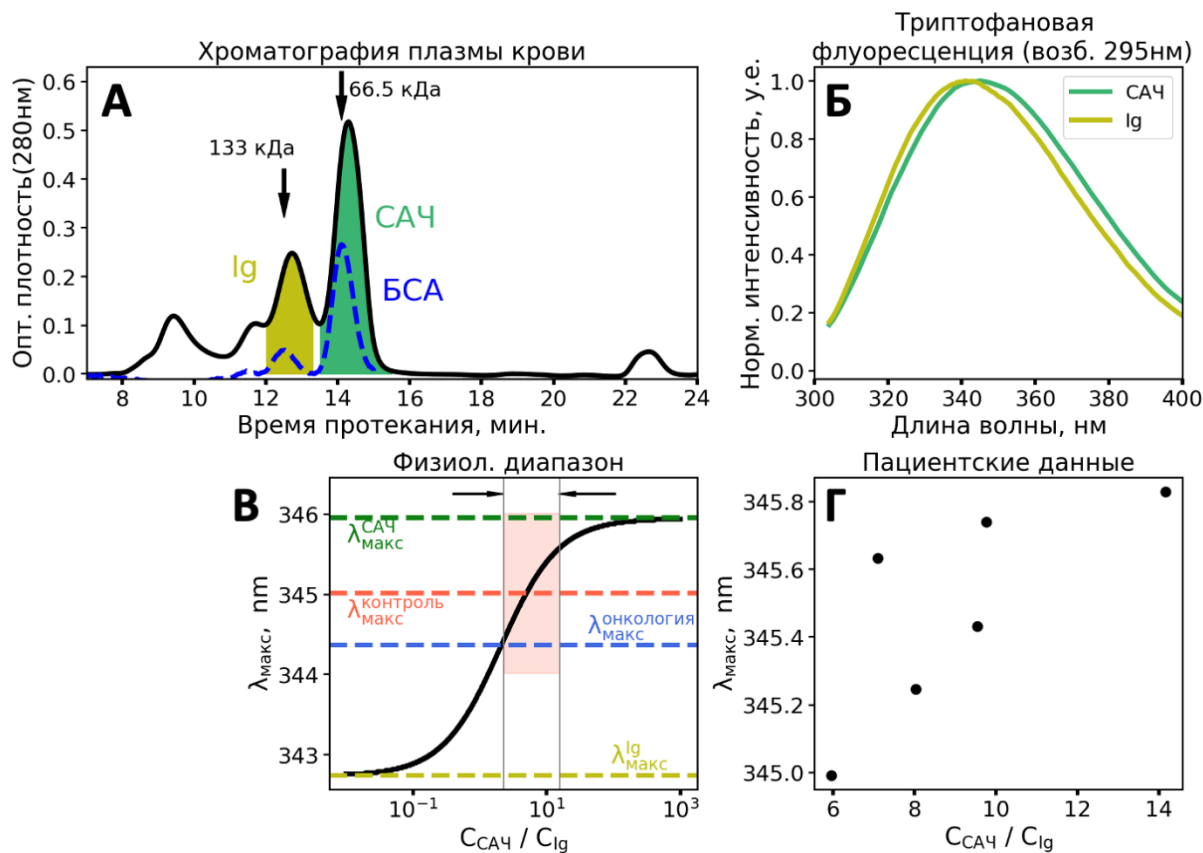 Хроматография плазмы крови
А
Опт. плотность(280нм)
0.6
0.5
0.4
0.3
0.2
0.1
0.0
133 кДа
66.5 кДа
Ig
САЧ
БСА
8 10 12 14 16 18 20 22 24
Время протекания, мин.
Триптофановая
флуоресценция (возб. 295нм)
Б
Норм. интенсивность, у.е.
1.0
0.8
0.6
0.4
0.2
0.0
САЧ
Ig
300 320 340 360 380 400
Длина волны, нм
Физиол. диапазон
В
λмакс, nm
346
345
344
343
λСАЧмакс
λконтрольмакс
λонкологиямакс
λIgмакс
10⁻¹ 10¹ 10³
CСАЧ / CIg
Пациентские данные
Г
λмакс, nm
345.8
345.6
345.4
345.2
345.0
6 8 10 12 14
CСАЧ / CIg